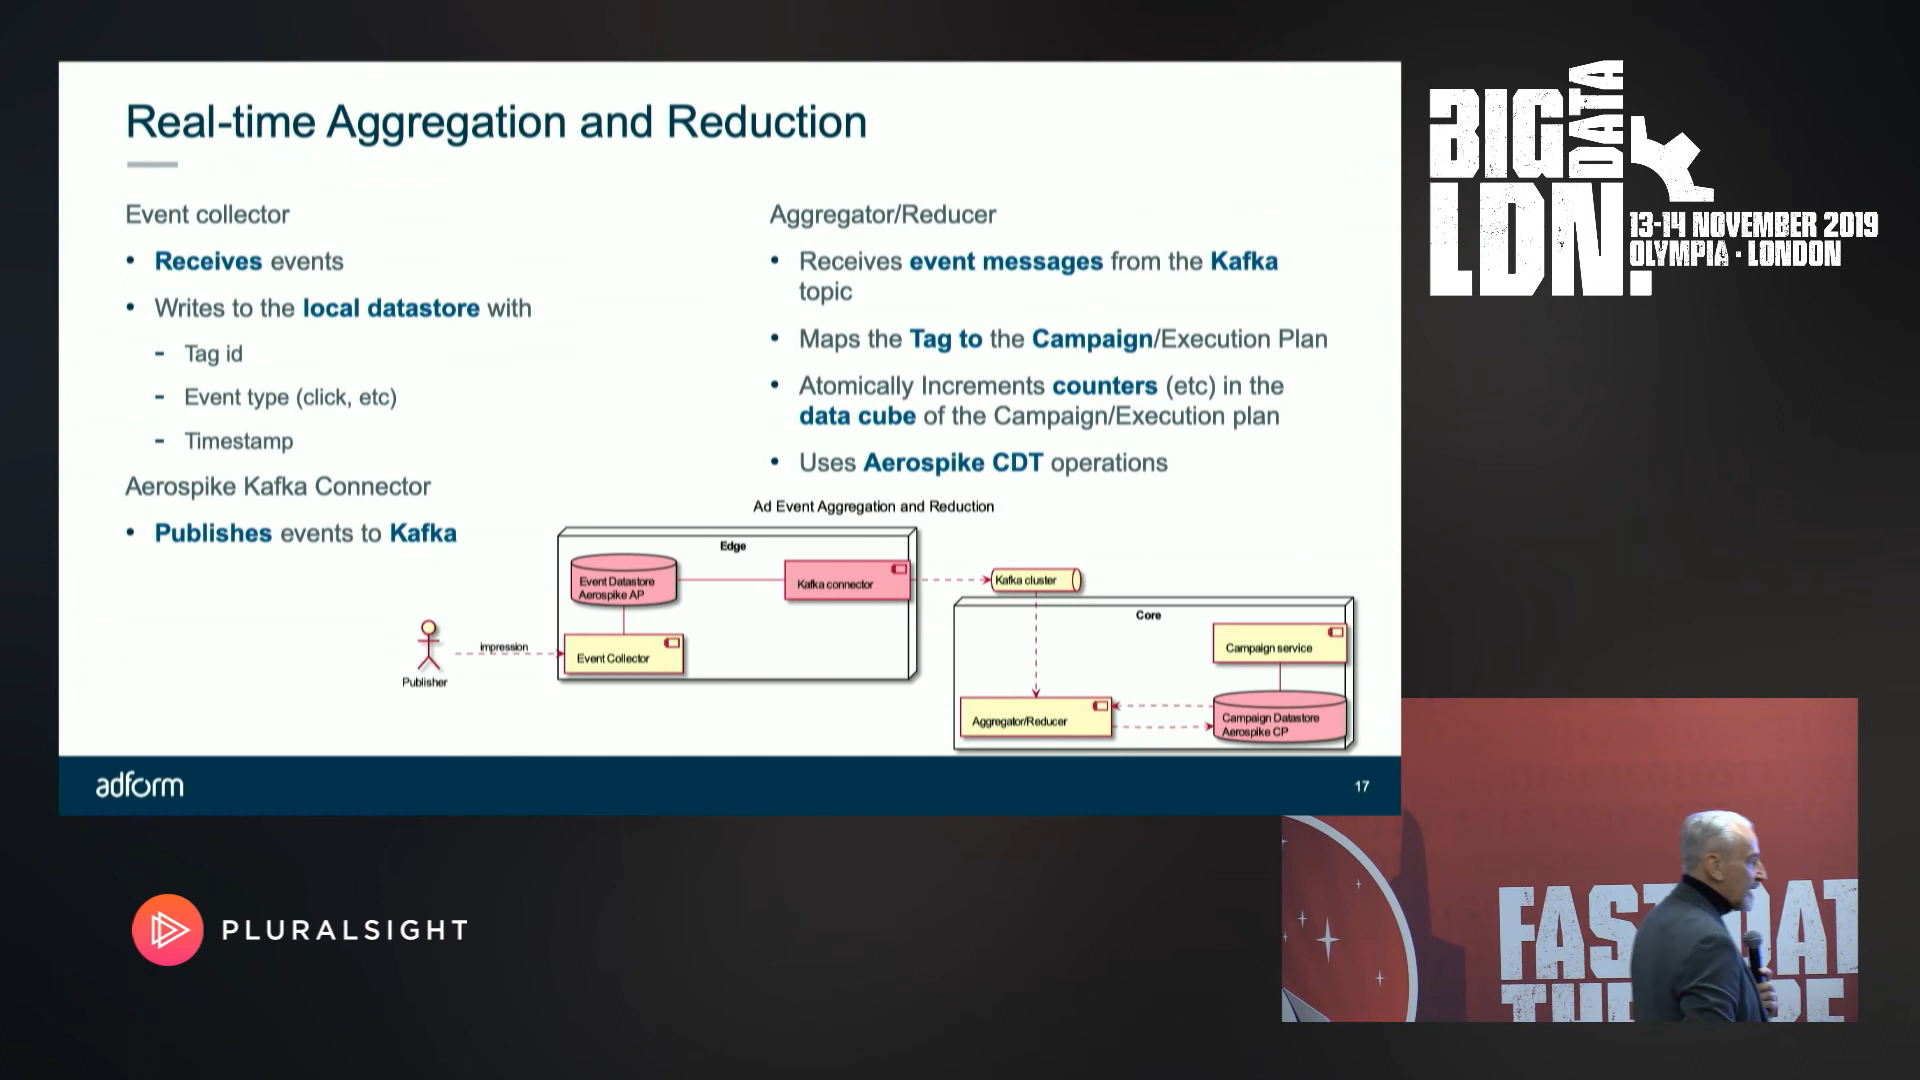 Real-time Aggregation and Reduction
Event collector
• Receives events
• Writes to the local datastore with
- Tag id
- Event type (click, etc)
- Timestamp
Aerospike Kafka Connector
• Publishes events to Kafka
Aggregator/Reducer
• Receives event messages from the Kafka
topic
• Maps the Tag to the Campaign/Execution Plan
• Atomically Increments counters (etc) in the
data cube of the Campaign/Execution plan
• Uses Aerospike CDT operations
Ad Event Aggregation and Reduction
Edge
Event Datastore
Aerospike AP
Kafka connector
Kafka cluster
Core
Campaign service
impression
Event Collector
Publisher
Aggregator/Reducer
Campaign Datastore
Aerospike CP
adform
17
BIG
DATA
LDN.
13-14 NOVEMBER 2019
OLYMPIA · LONDON
PLURALSIGHT